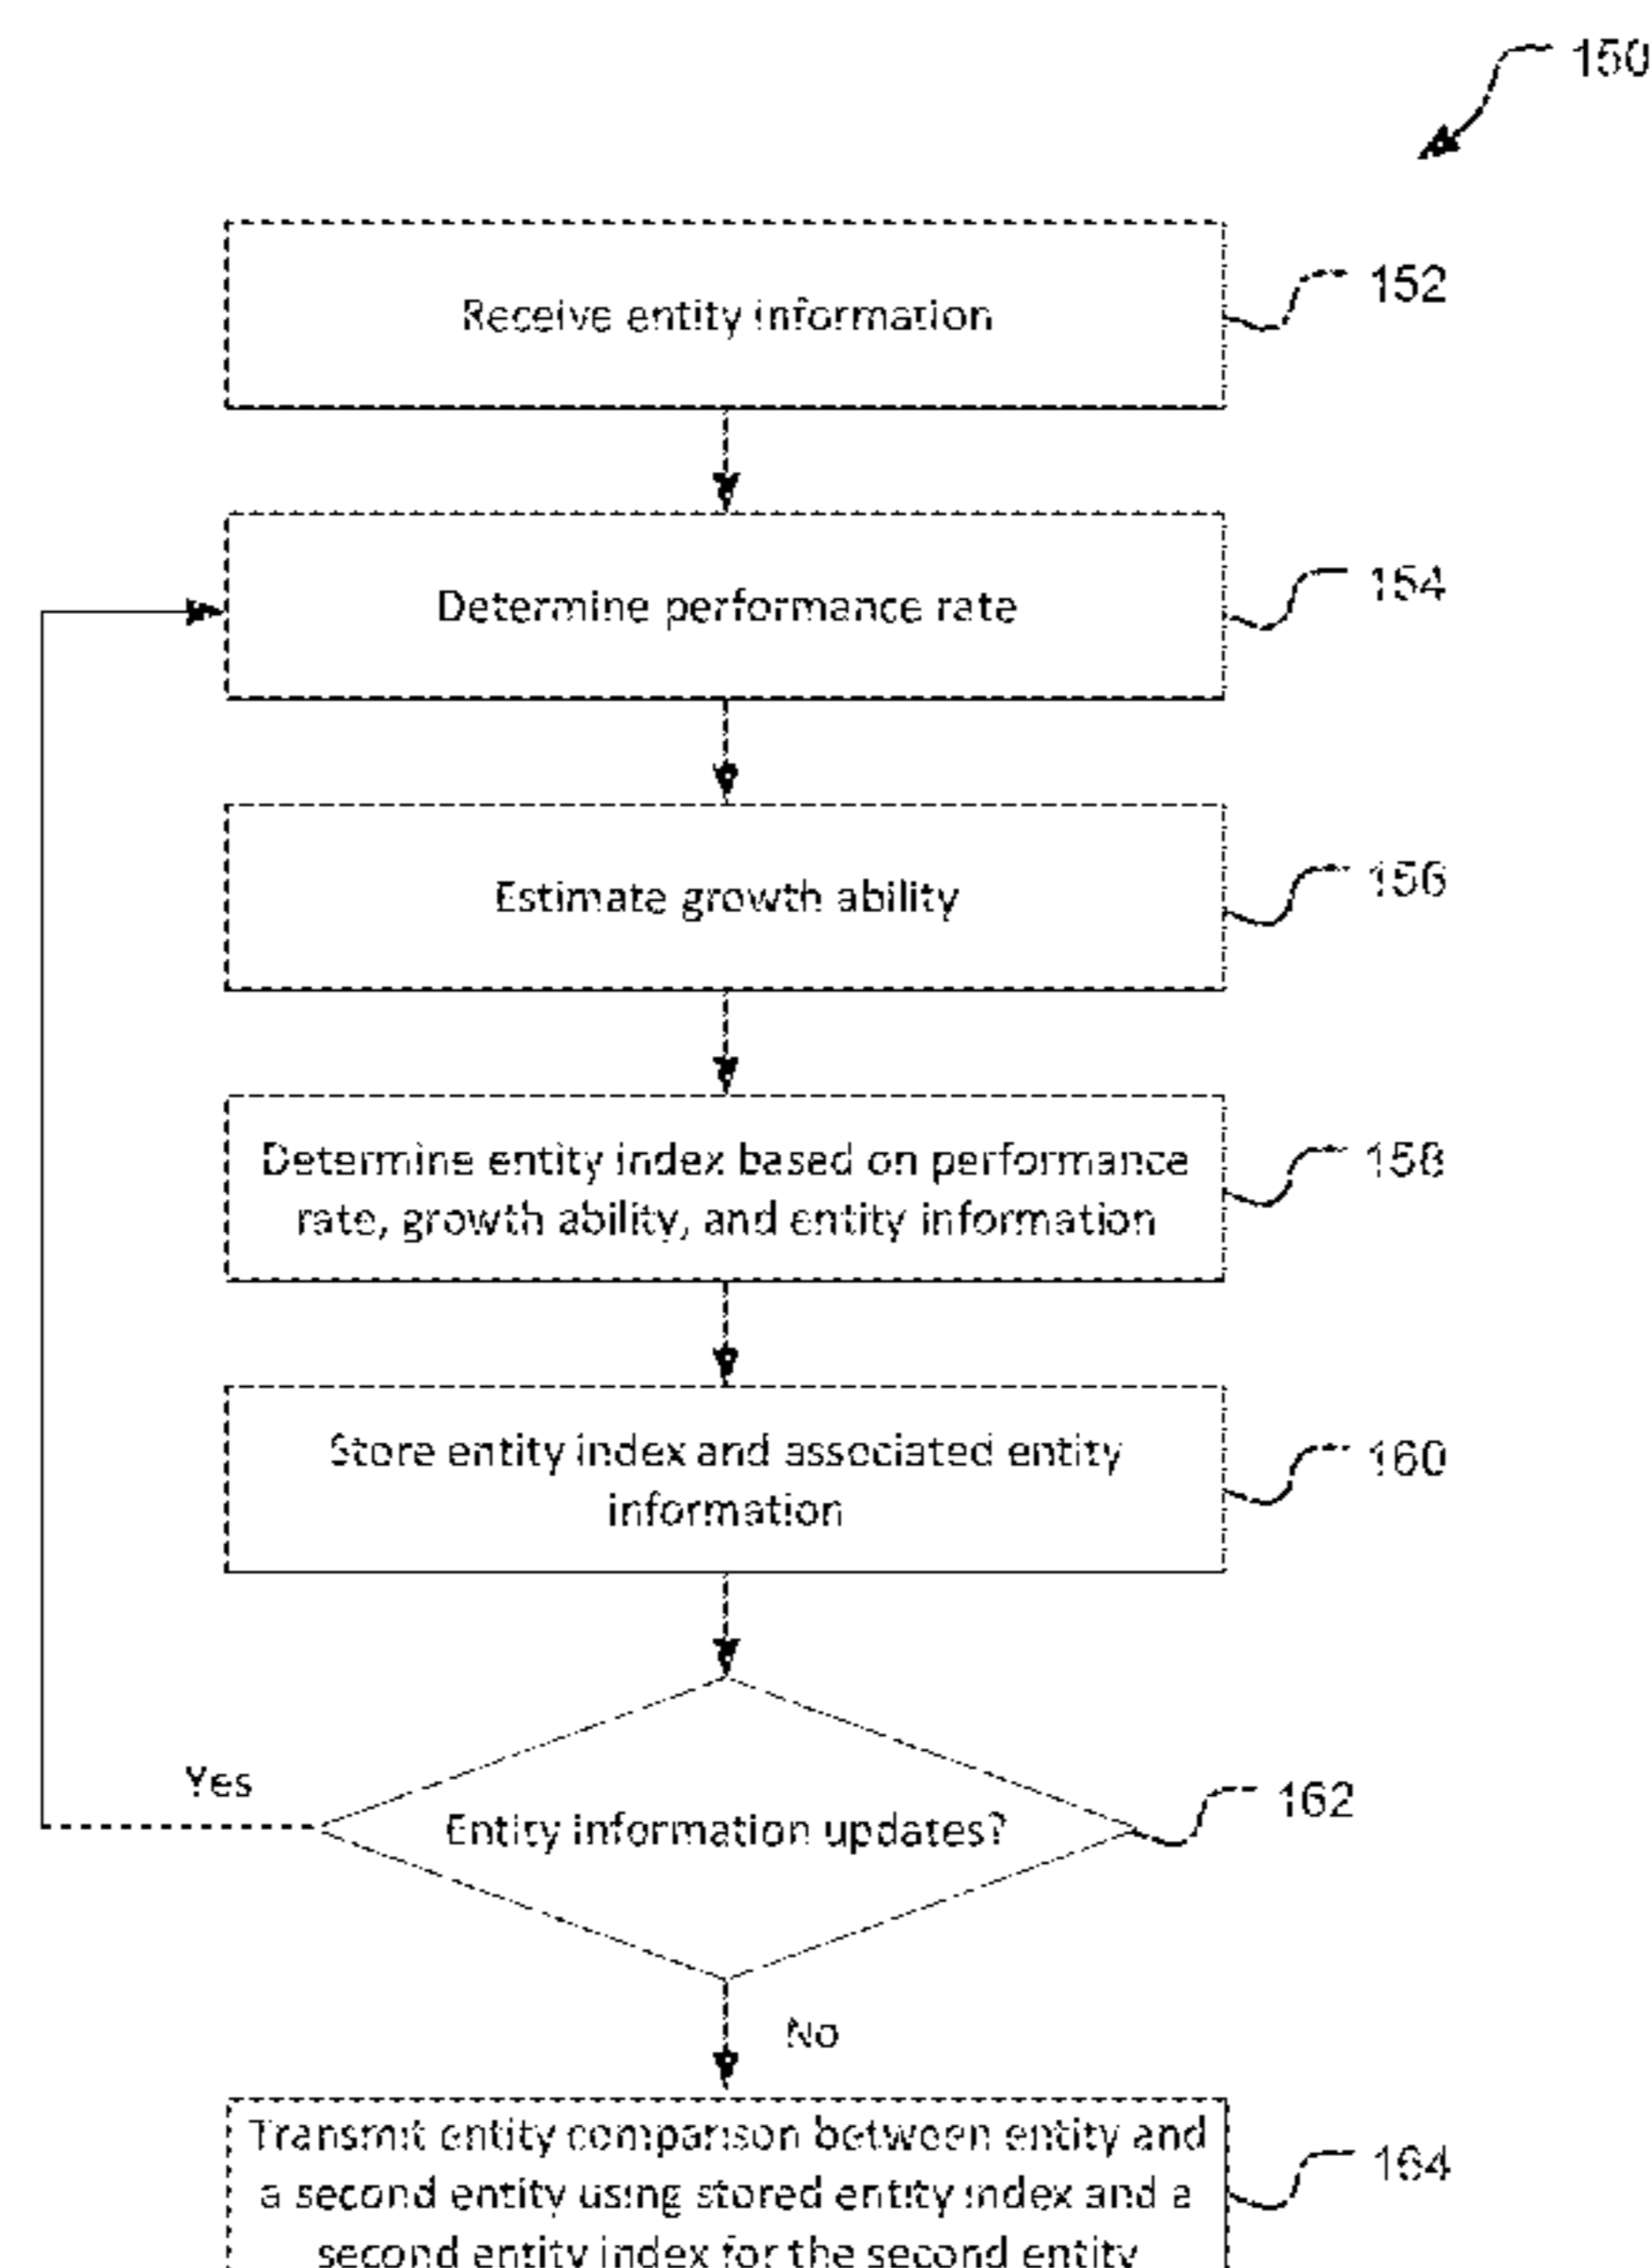 150
Receive entity information
152
Determine performance rate
154
Estimate growth ability
156
Determine entity index based on performance
rate, growth ability, and entity information
158
Store entity index and associated entity
information
160
Yes
Entity information updates?
162
No
Transmit entity comparison between entity and
a second entity using stored entity index and a
second entity index for the second entity
164